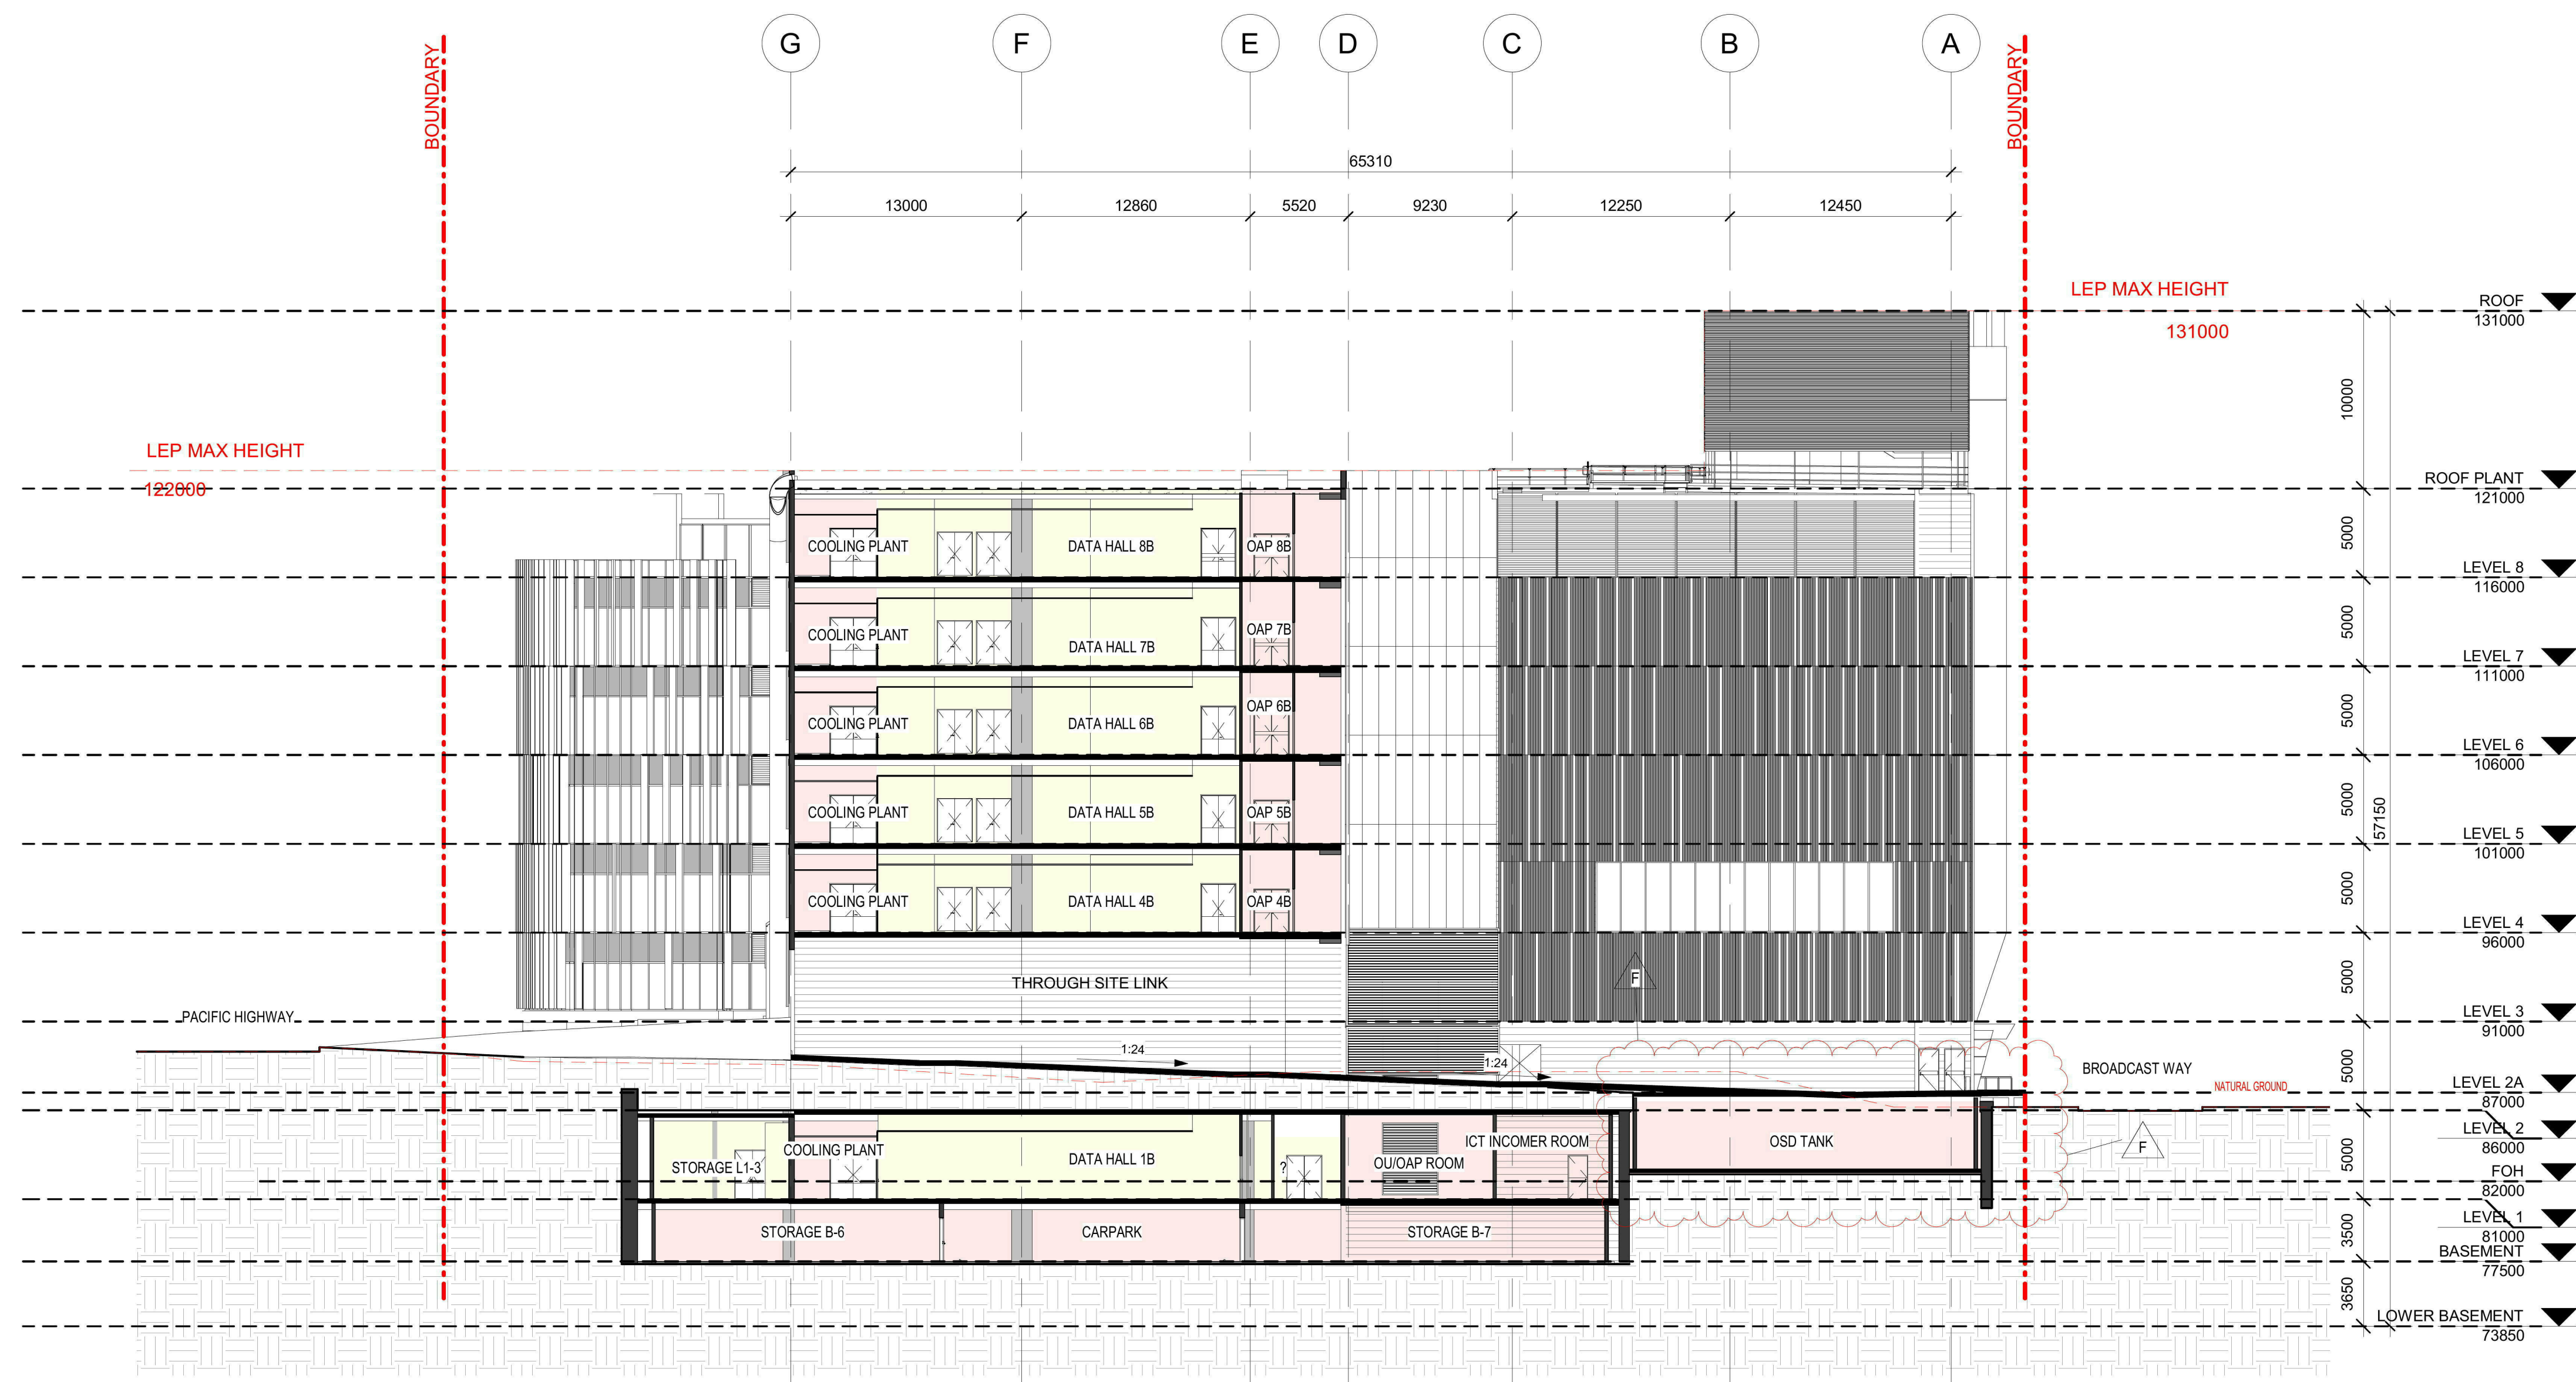 G
F
E
D
C
B
A
BOUNDARY
BOUNDARY
65310
13000
12860
5520
9230
12250
12450
LEP MAX HEIGHT
131000
ROOF
131000
10000
LEP MAX HEIGHT
122000
ROOF PLANT
121000
5000
COOLING PLANT
DATA HALL 8B
OAP 8B
LEVEL 8
116000
5000
COOLING PLANT
DATA HALL 7B
OAP 7B
LEVEL 7
111000
5000
COOLING PLANT
DATA HALL 6B
OAP 6B
LEVEL 6
106000
5000
57150
COOLING PLANT
DATA HALL 5B
OAP 5B
LEVEL 5
101000
5000
COOLING PLANT
DATA HALL 4B
OAP 4B
LEVEL 4
96000
5000
THROUGH SITE LINK
F
PACIFIC HIGHWAY
LEVEL 3
91000
5000
1:24
1:24
BROADCAST WAY
NATURAL GROUND
LEVEL 2A
87000
LEVEL 2
86000
5000
STORAGE L1-3
COOLING PLANT
DATA HALL 1B
?
OU/OAP ROOM
ICT INCOMER ROOM
OSD TANK
F
FOH
82000
LEVEL 1
81000
3500
STORAGE B-6
CARPARK
STORAGE B-7
BASEMENT
77500
3650
LOWER BASEMENT
73850